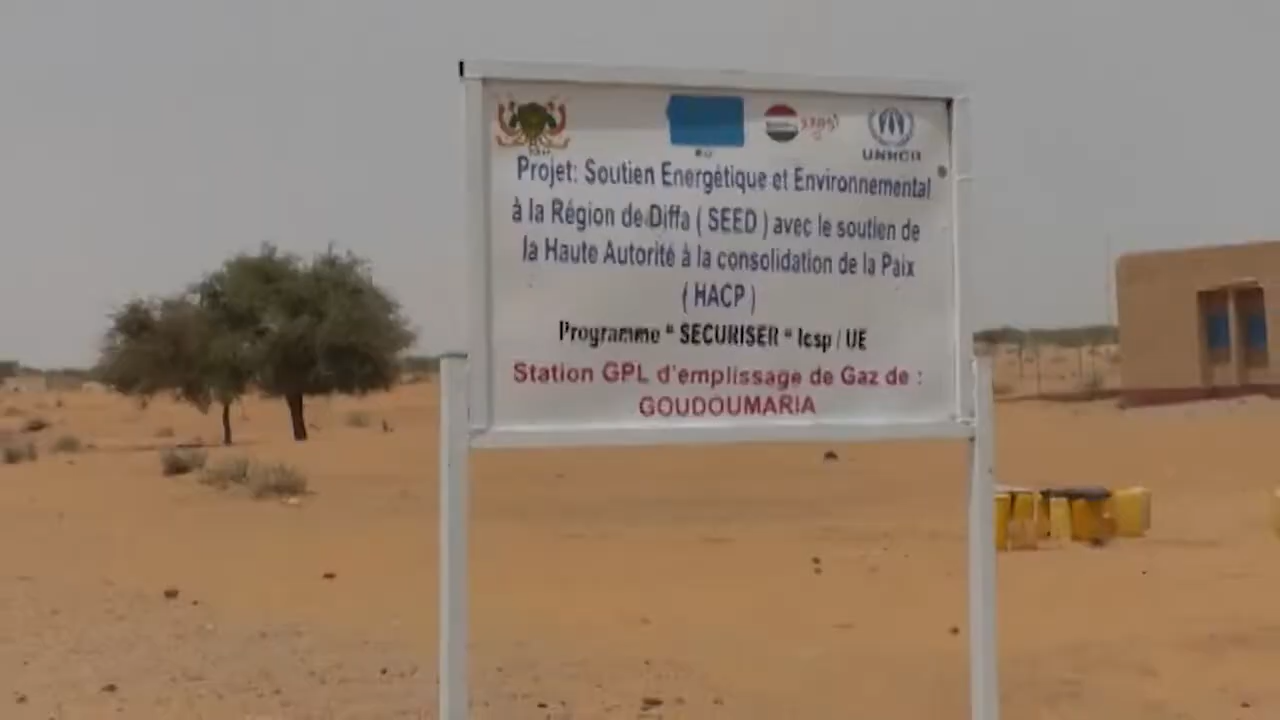 UNHCR
Projet: Soutien Energétique et Environnemental
à la Région de Diffa ( SEED ) avec le soutien de
la Haute Autorité à la consolidation de la Paix
( HACP )
Programme " SECURISER " Icsp / UE
Station GPL d'emplissage de Gaz de :
GOUDOUMARIA